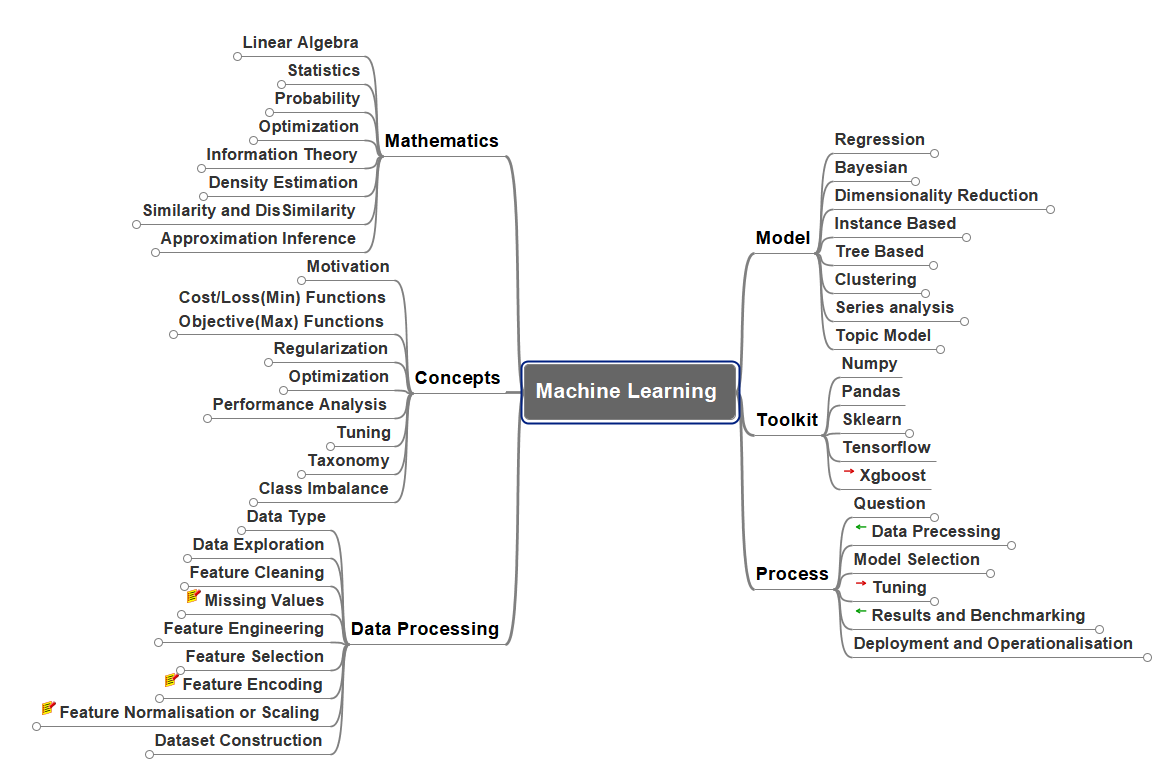 Machine Learning
Mathematics
Linear Algebra
Statistics
Probability
Optimization
Information Theory
Density Estimation
Similarity and DisSimilarity
Approximation Inference
Concepts
Motivation
Cost/Loss(Min) Functions
Objective(Max) Functions
Regularization
Optimization
Performance Analysis
Tuning
Taxonomy
Class Imbalance
Data Processing
Data Type
Data Exploration
Feature Cleaning
Missing Values
Feature Engineering
Feature Selection
Feature Encoding
Feature Normalisation or Scaling
Dataset Construction
Model
Regression
Bayesian
Dimensionality Reduction
Instance Based
Tree Based
Clustering
Series analysis
Topic Model
Toolkit
Numpy
Pandas
Sklearn
Tensorflow
Xgboost
Process
Question
Data Precessing
Model Selection
Tuning
Results and Benchmarking
Deployment and Operationalisation